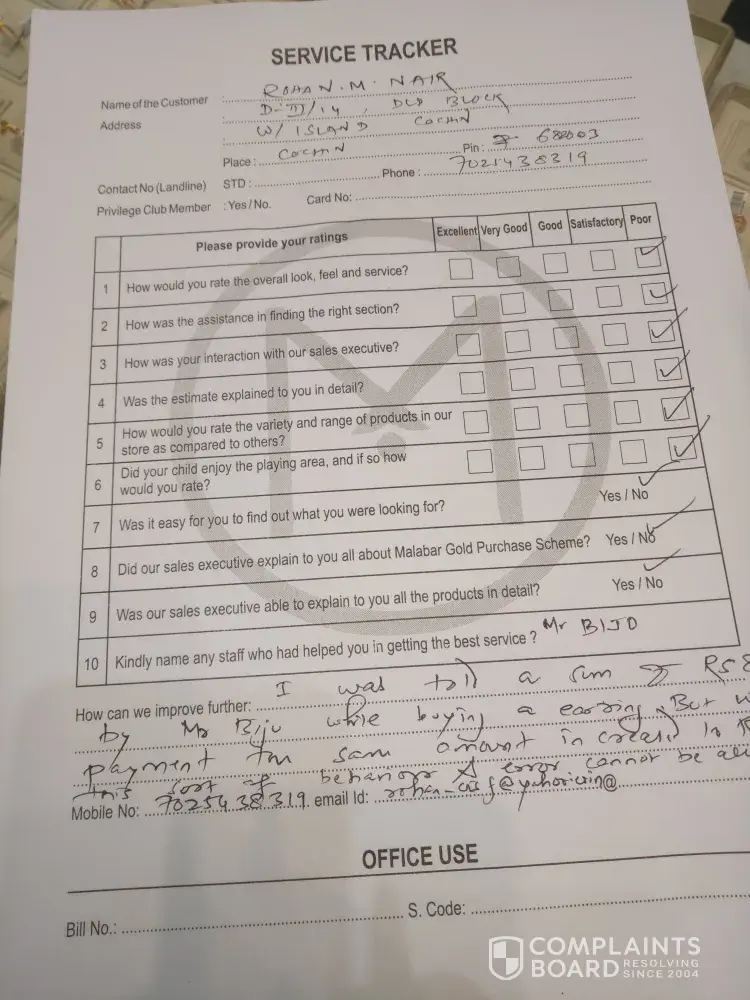 SERVICE TRACKER
Name of the Customer ROHAN. M. NAIR
Address D- III/14, BLOCK
W/ ISLAND COCHIN
Place : COCHIN Pin : 682003
Contact No (Landline) STD : Phone : 7025438319
Privilege Club Member : Yes / No. Card No:
Please provide your ratings Excellent Very Good Good Satisfactory Poor
1 How would you rate the overall look, feel and service?
2 How was the assistance in finding the right section?
3 How was your interaction with our sales executive?
4 Was the estimate explained to you in detail?
5 How would you rate the variety and range of products in our
store as compared to others?
6 Did your child enjoy the playing area, and if so how
would you rate?
7 Was it easy for you to find out what you were looking for? Yes / No
8 Did our sales executive explain to you all about Malabar Gold Purchase Scheme? Yes / No
9 Was our sales executive able to explain to you all the products in detail? Yes / No
10 Kindly name any staff who had helped you in getting the best service ? Mr BIJO
How can we improve further: I was tell a sum of RS 8
by Mr Biju while buying a earring. But
payment the sam amount in creased to
this sort of behavior & error cannot be
Mobile No: 7025438319 email Id:
OFFICE USE
Bill No.: S. Code:
COMPLAINTS
BOARD RESOLVING
SINCE 2004